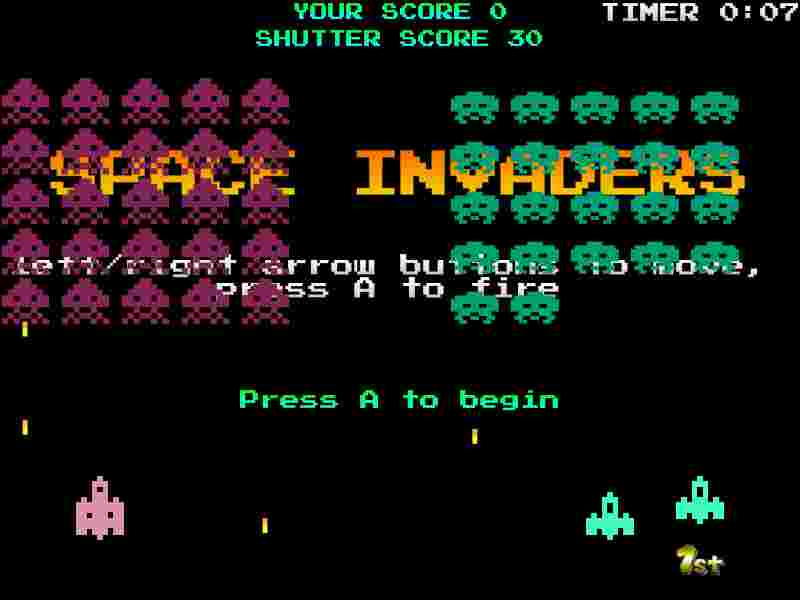 YOUR SCORE 0
TIMER 0:07
SHUTTER SCORE 30
SPACE INVADERS
Left/right arrow buttons to move,
press A to fire
Press A to begin
1st